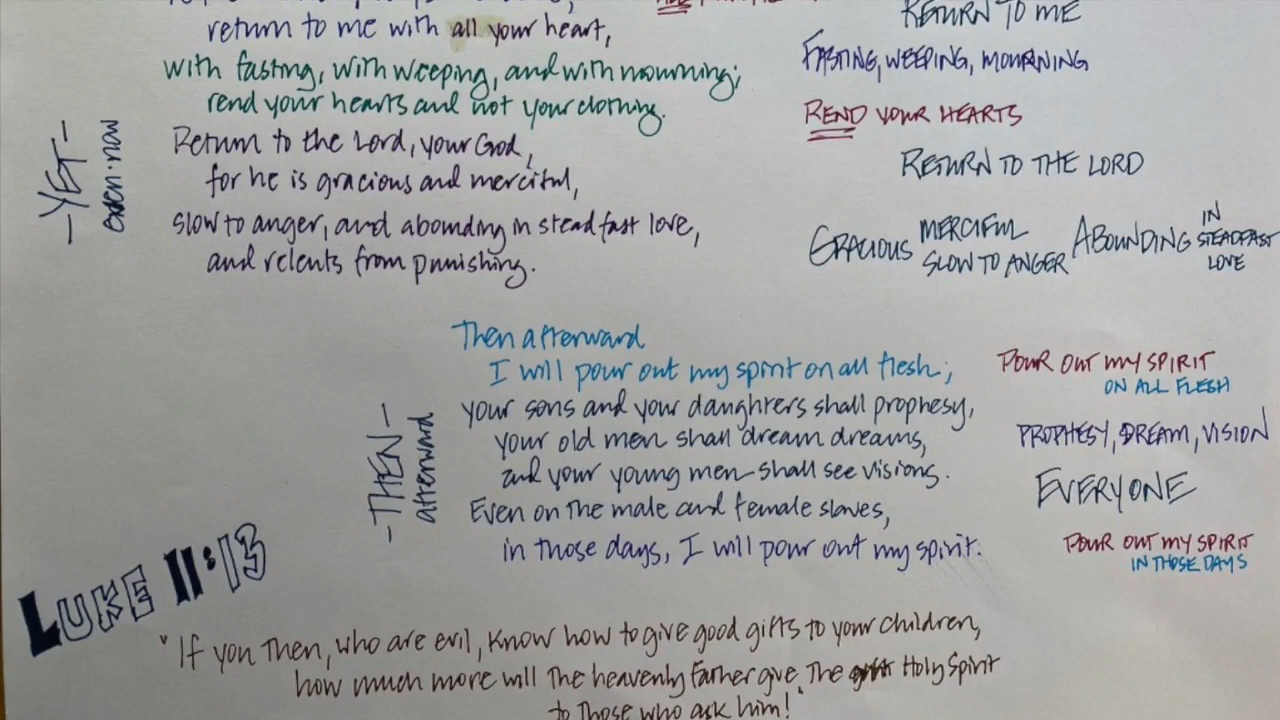 return to me with all your heart,
with fasting, with weeping, and with mourning;
rend your hearts and not your clothing.
Return to the Lord, your God,
for he is gracious and merciful,
slow to anger, and abounding in steadfast love,
and relents from punishing.
-YET-
even now
RETURN TO ME
FASTING, WEEPING, MOURNING
REND YOUR HEARTS
RETURN TO THE LORD
GRACIOUS MERCIFUL
SLOW TO ANGER
ABOUNDING IN
STEADFAST
LOVE
-THEN-
afterward
Then afterward
I will pour out my spirit on all flesh;
your sons and your daughters shall prophesy,
your old men shall dream dreams,
and your young men shall see visions.
Even on the male and female slaves,
in those days, I will pour out my spirit.
POUR OUT MY SPIRIT
ON ALL FLESH
PROPHESY, DREAM, VISION
EVERYONE
POUR OUT MY SPIRIT
IN THOSE DAYS
LUKE 11:13
"If you then, who are evil, know how to give good gifts to your children,
how much more will the heavenly Father give the Holy Spirit
to those who ask him!"